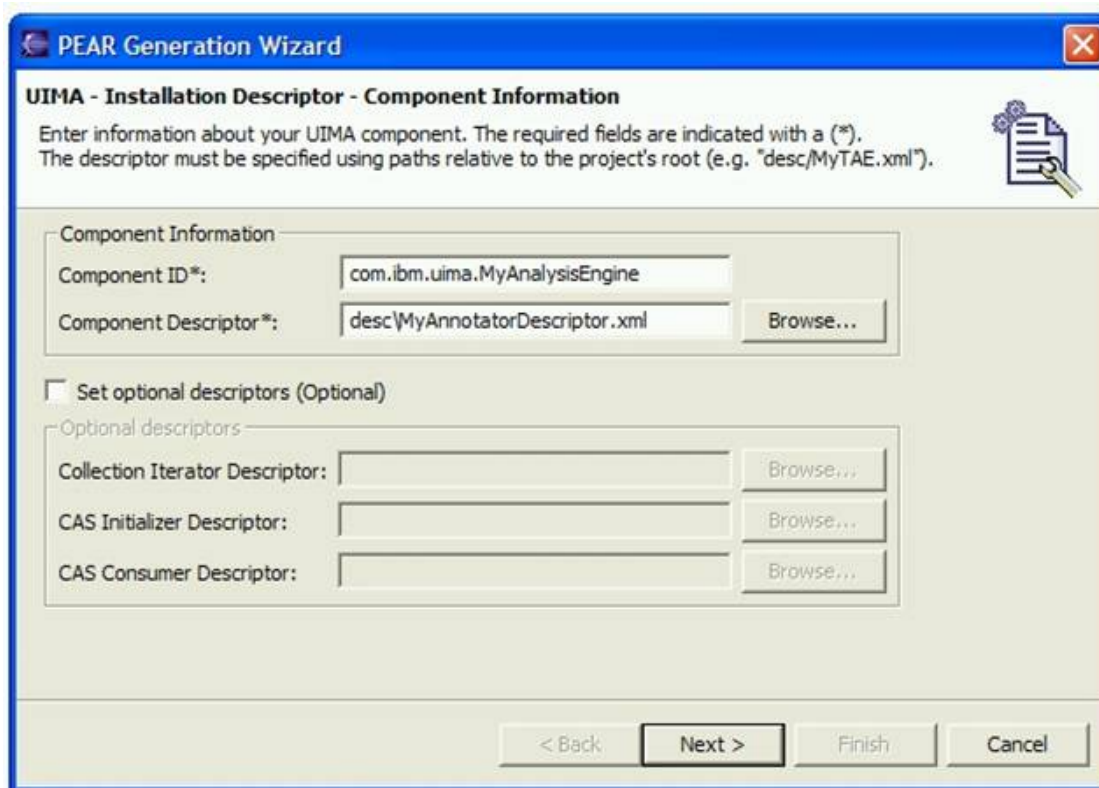 PEAR Generation Wizard
UIMA - Installation Descriptor - Component Information
Enter information about your UIMA component. The required fields are indicated with a (*).
The descriptor must be specified using paths relative to the project's root (e.g. "desc/MyTAE.xml").
Component Information
Component ID*: com.ibm.uima.MyAnalysisEngine
Component Descriptor*: desc\MyAnnotatorDescriptor.xml Browse...
Set optional descriptors (Optional)
Optional descriptors
Collection Iterator Descriptor: Browse...
CAS Initializer Descriptor: Browse...
CAS Consumer Descriptor: Browse...
< Back Next > Finish Cancel